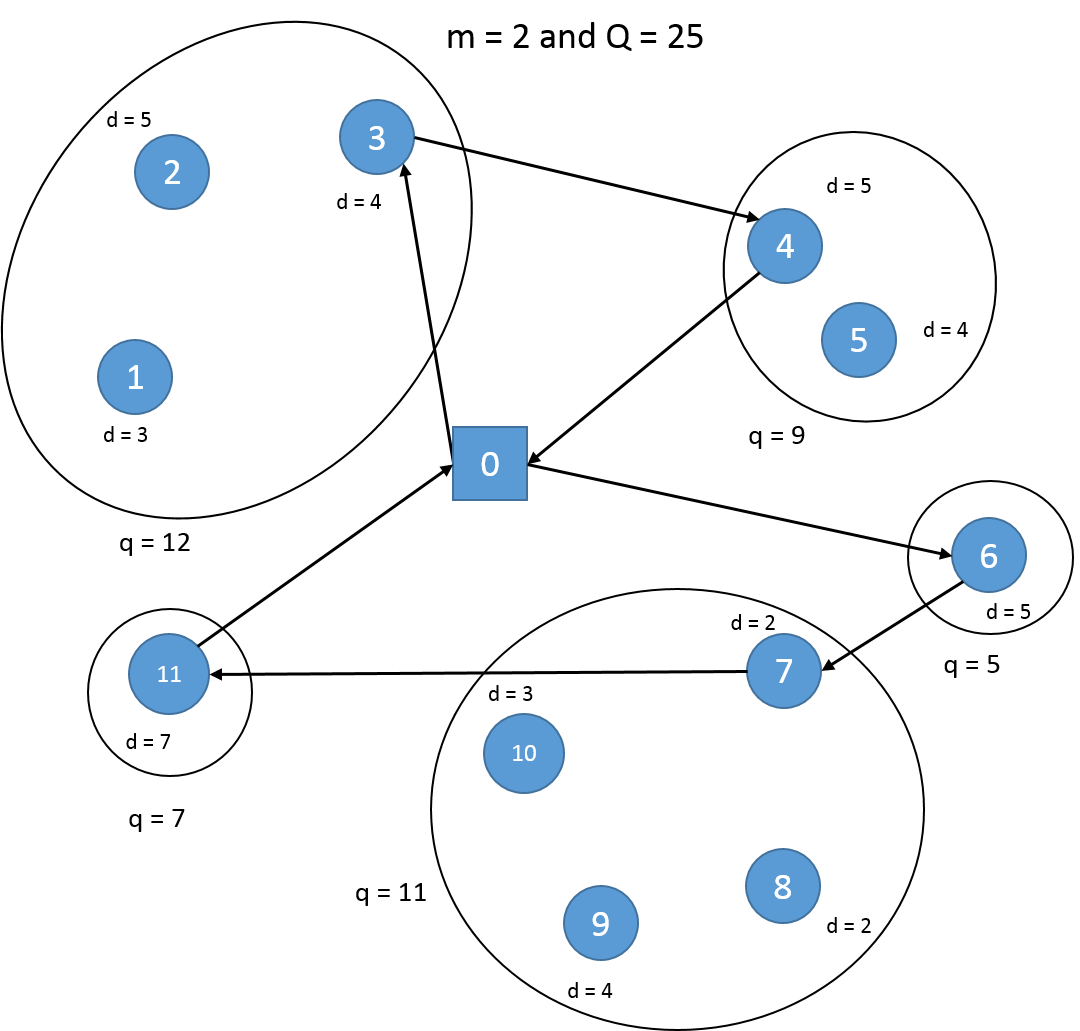 m = 2 and Q = 25
d = 5
2
3
d = 4
d = 5
4
5
d = 4
1
d = 3
q = 9
0
q = 12
6
d = 5
q = 5
d = 2
7
11
d = 7
d = 3
10
q = 7
q = 11
8
d = 2
9
d = 4